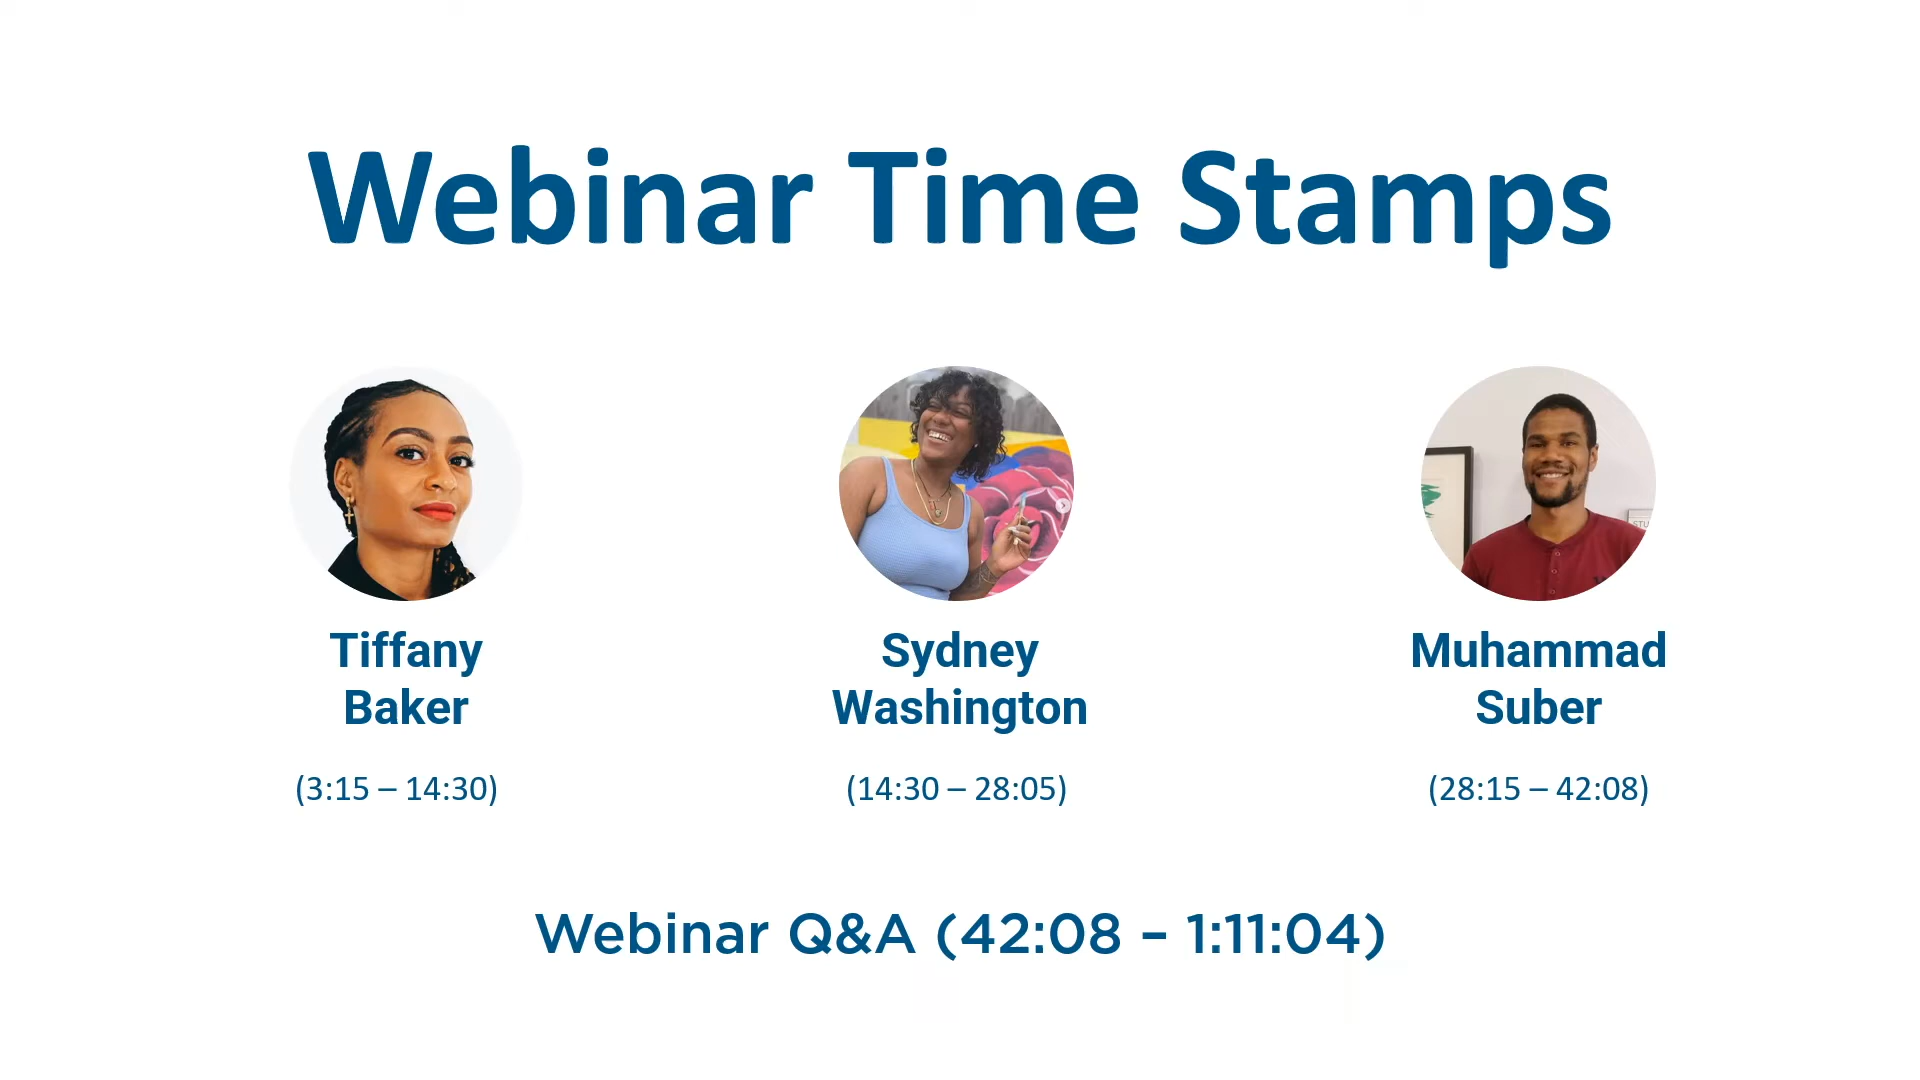 Webinar Time Stamps
Tiffany
Baker
(3:15 – 14:30)
Sydney
Washington
(14:30 – 28:05)
STU
Muhammad
Suber
(28:15 – 42:08)
Webinar Q&A (42:08 – 1:11:04)